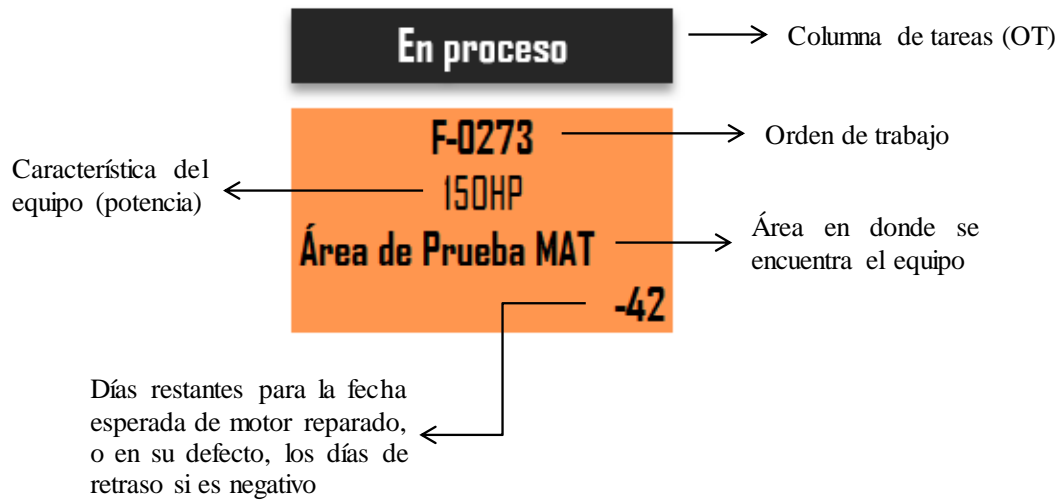 En proceso
Columna de tareas (OT)
F-0273
Orden de trabajo
Característica del
equipo (potencia)
150HP
Área de Prueba MAT
Área en donde se
encuentra el equipo
-42
Días restantes para la fecha
esperada de motor reparado,
o en su defecto, los días de
retraso si es negativo